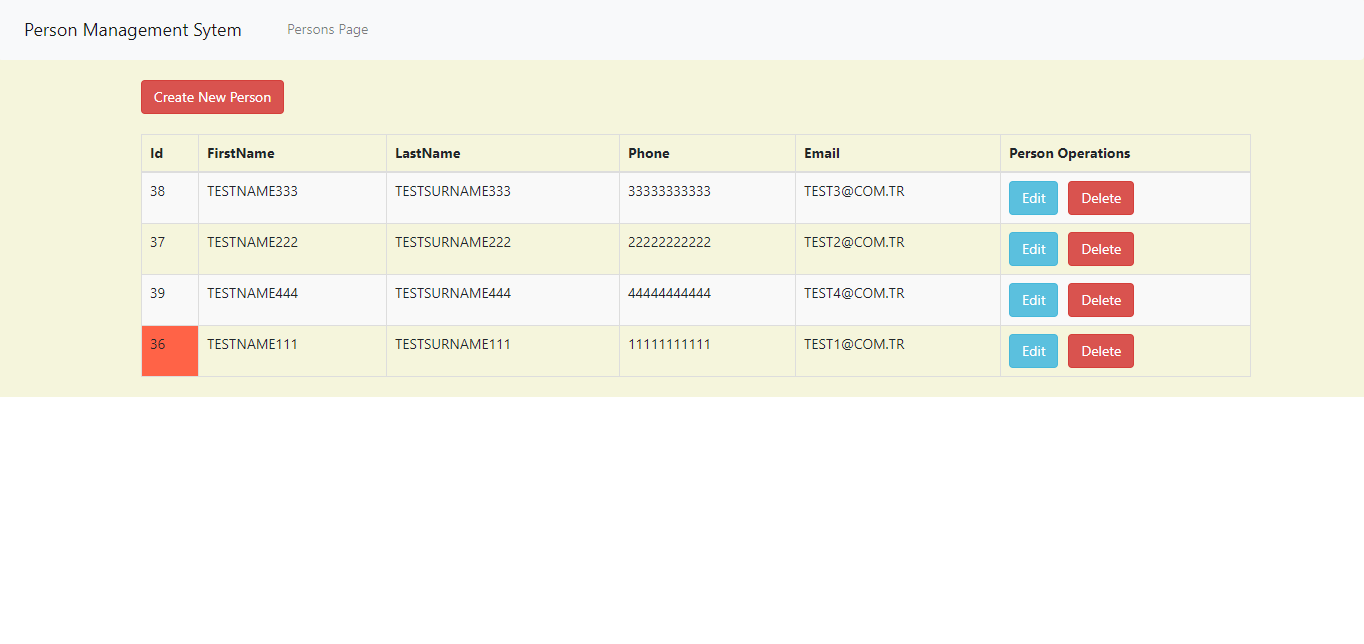 Person Management Sytem Persons Page
Create New Person
Id FirstName LastName Phone Email Person Operations
38 TESTNAME333 TESTSURNAME333 33333333333 TEST3@COM.TR Edit Delete
37 TESTNAME222 TESTSURNAME222 22222222222 TEST2@COM.TR Edit Delete
39 TESTNAME444 TESTSURNAME444 44444444444 TEST4@COM.TR Edit Delete
36 TESTNAME111 TESTSURNAME111 11111111111 TEST1@COM.TR Edit Delete